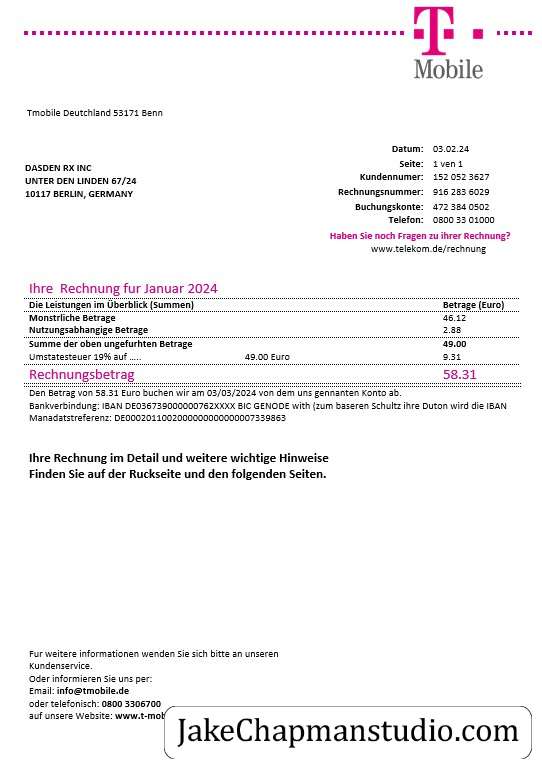 T
Mobile
Tmobile Deutchland 53171 Benn
Datum: 03.02.24
DASDEN RX INC
UNTER DEN LINDEN 67/24
10117 BERLIN, GERMANY
Seite: 1 ven 1
Kundennumer: 152 052 3627
Rechnungsnumer: 916 283 6029
Buchungskonte: 472 384 0502
Telefon: 0800 33 01000
Haben Sie noch Fragen zu ihrer Rechnung?
www.telekom.de/rechnung
Ihre Rechnung fur Januar 2024
Die Leistungen im Überblick (Summen) Betrage (Euro)
Monstrliche Betrage 46.12
Nutzungsabhangige Betrage 2.88
Summe der oben ungefurhten Betrage 49.00
Umstatesteuer 19% auf ..... 49.00 Euro 9.31
Rechnungsbetrag 58.31
Den Betrag von 58.31 Euro buchen wir am 03/03/2024 von dem uns gennanten Konto ab.
Bankverbindung: IBAN DE036739000000762XXXX BIC GENODE with (zum baseren Schultz ihre Duton wird die IBAN
Manadatstreferenz: DE000201100200000000000007339863
Ihre Rechnung im Detail und weitere wichtige Hinweise
Finden Sie auf der Ruckseite und den folgenden Seiten.
Fur weitere informationen wenden Sie sich bitte an unseren
Kundenservice.
Oder informieren Sie uns per:
Email: info@tmobile.de
oder telefonisch: 0800 3306700
auf unsere Website: www.t-mob
JakeChapmanstudio.com